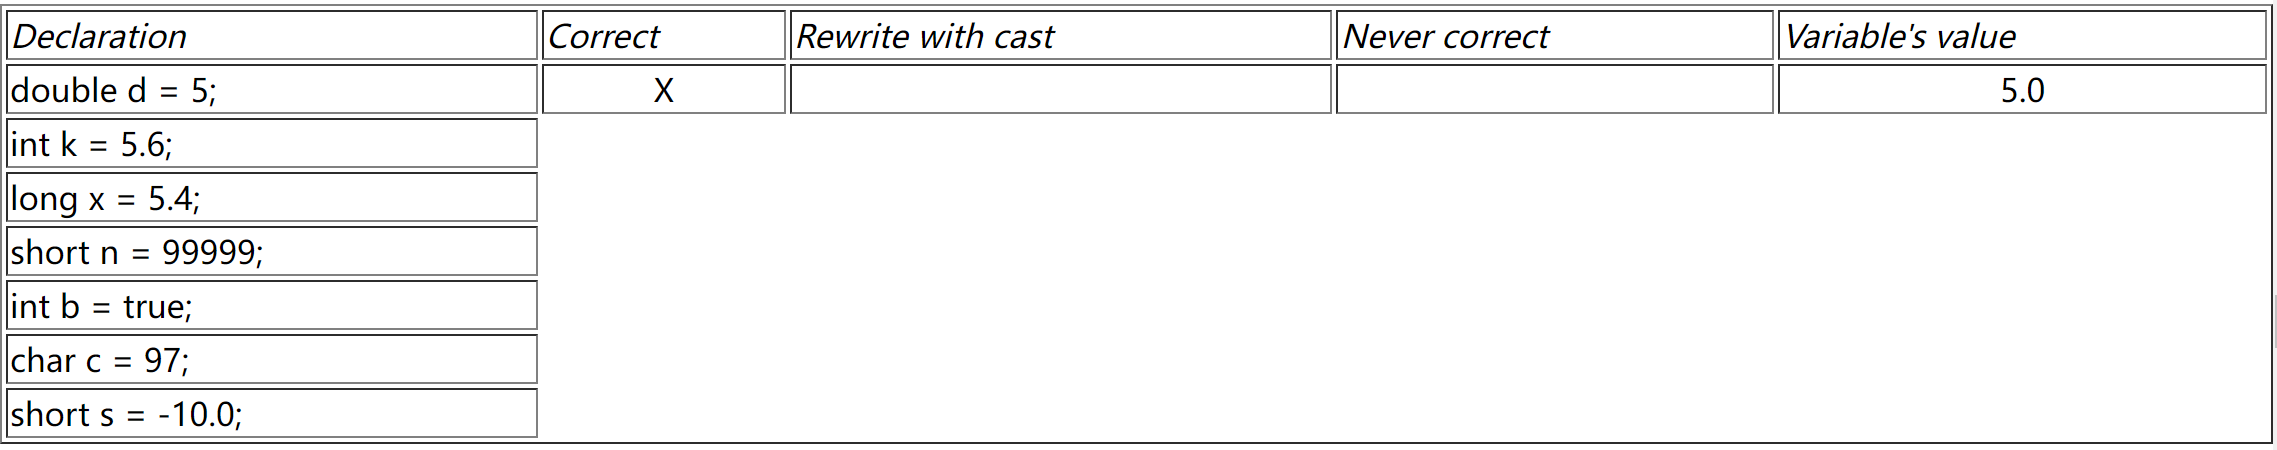 Declaration Correct Rewrite with cast Never correct Variable's value
double d = 5; X 5.0
int k = 5.6;
long x = 5.4;
short n = 99999;
int b = true;
char c = 97;
short s = -10.0;